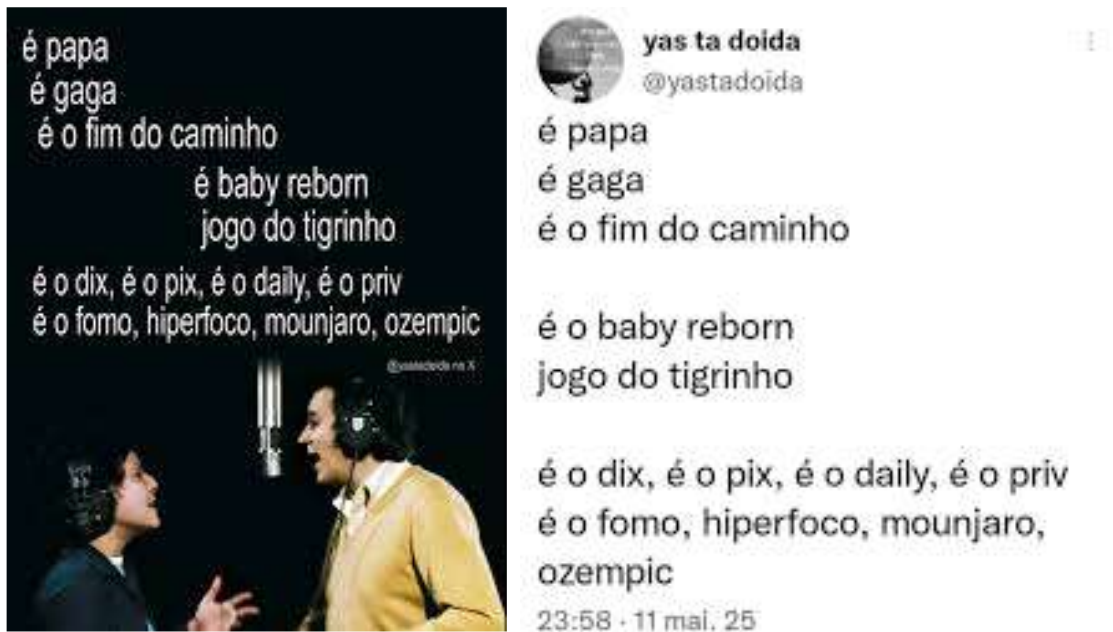 é papa
é gaga
é o fim do caminho
é baby reborn
jogo do tigrinho
é o dix, é o pix, é o daily, é o priv
é o fomo, hiperfoco, mounjaro, ozempic
@yastadoida no X
yas ta doida
@yastadoida
é papa
é gaga
é o fim do caminho
é o baby reborn
jogo do tigrinho
é o dix, é o pix, é o daily, é o priv
é o fomo, hiperfoco, mounjaro,
ozempic
23:58 · 11 mai. 25